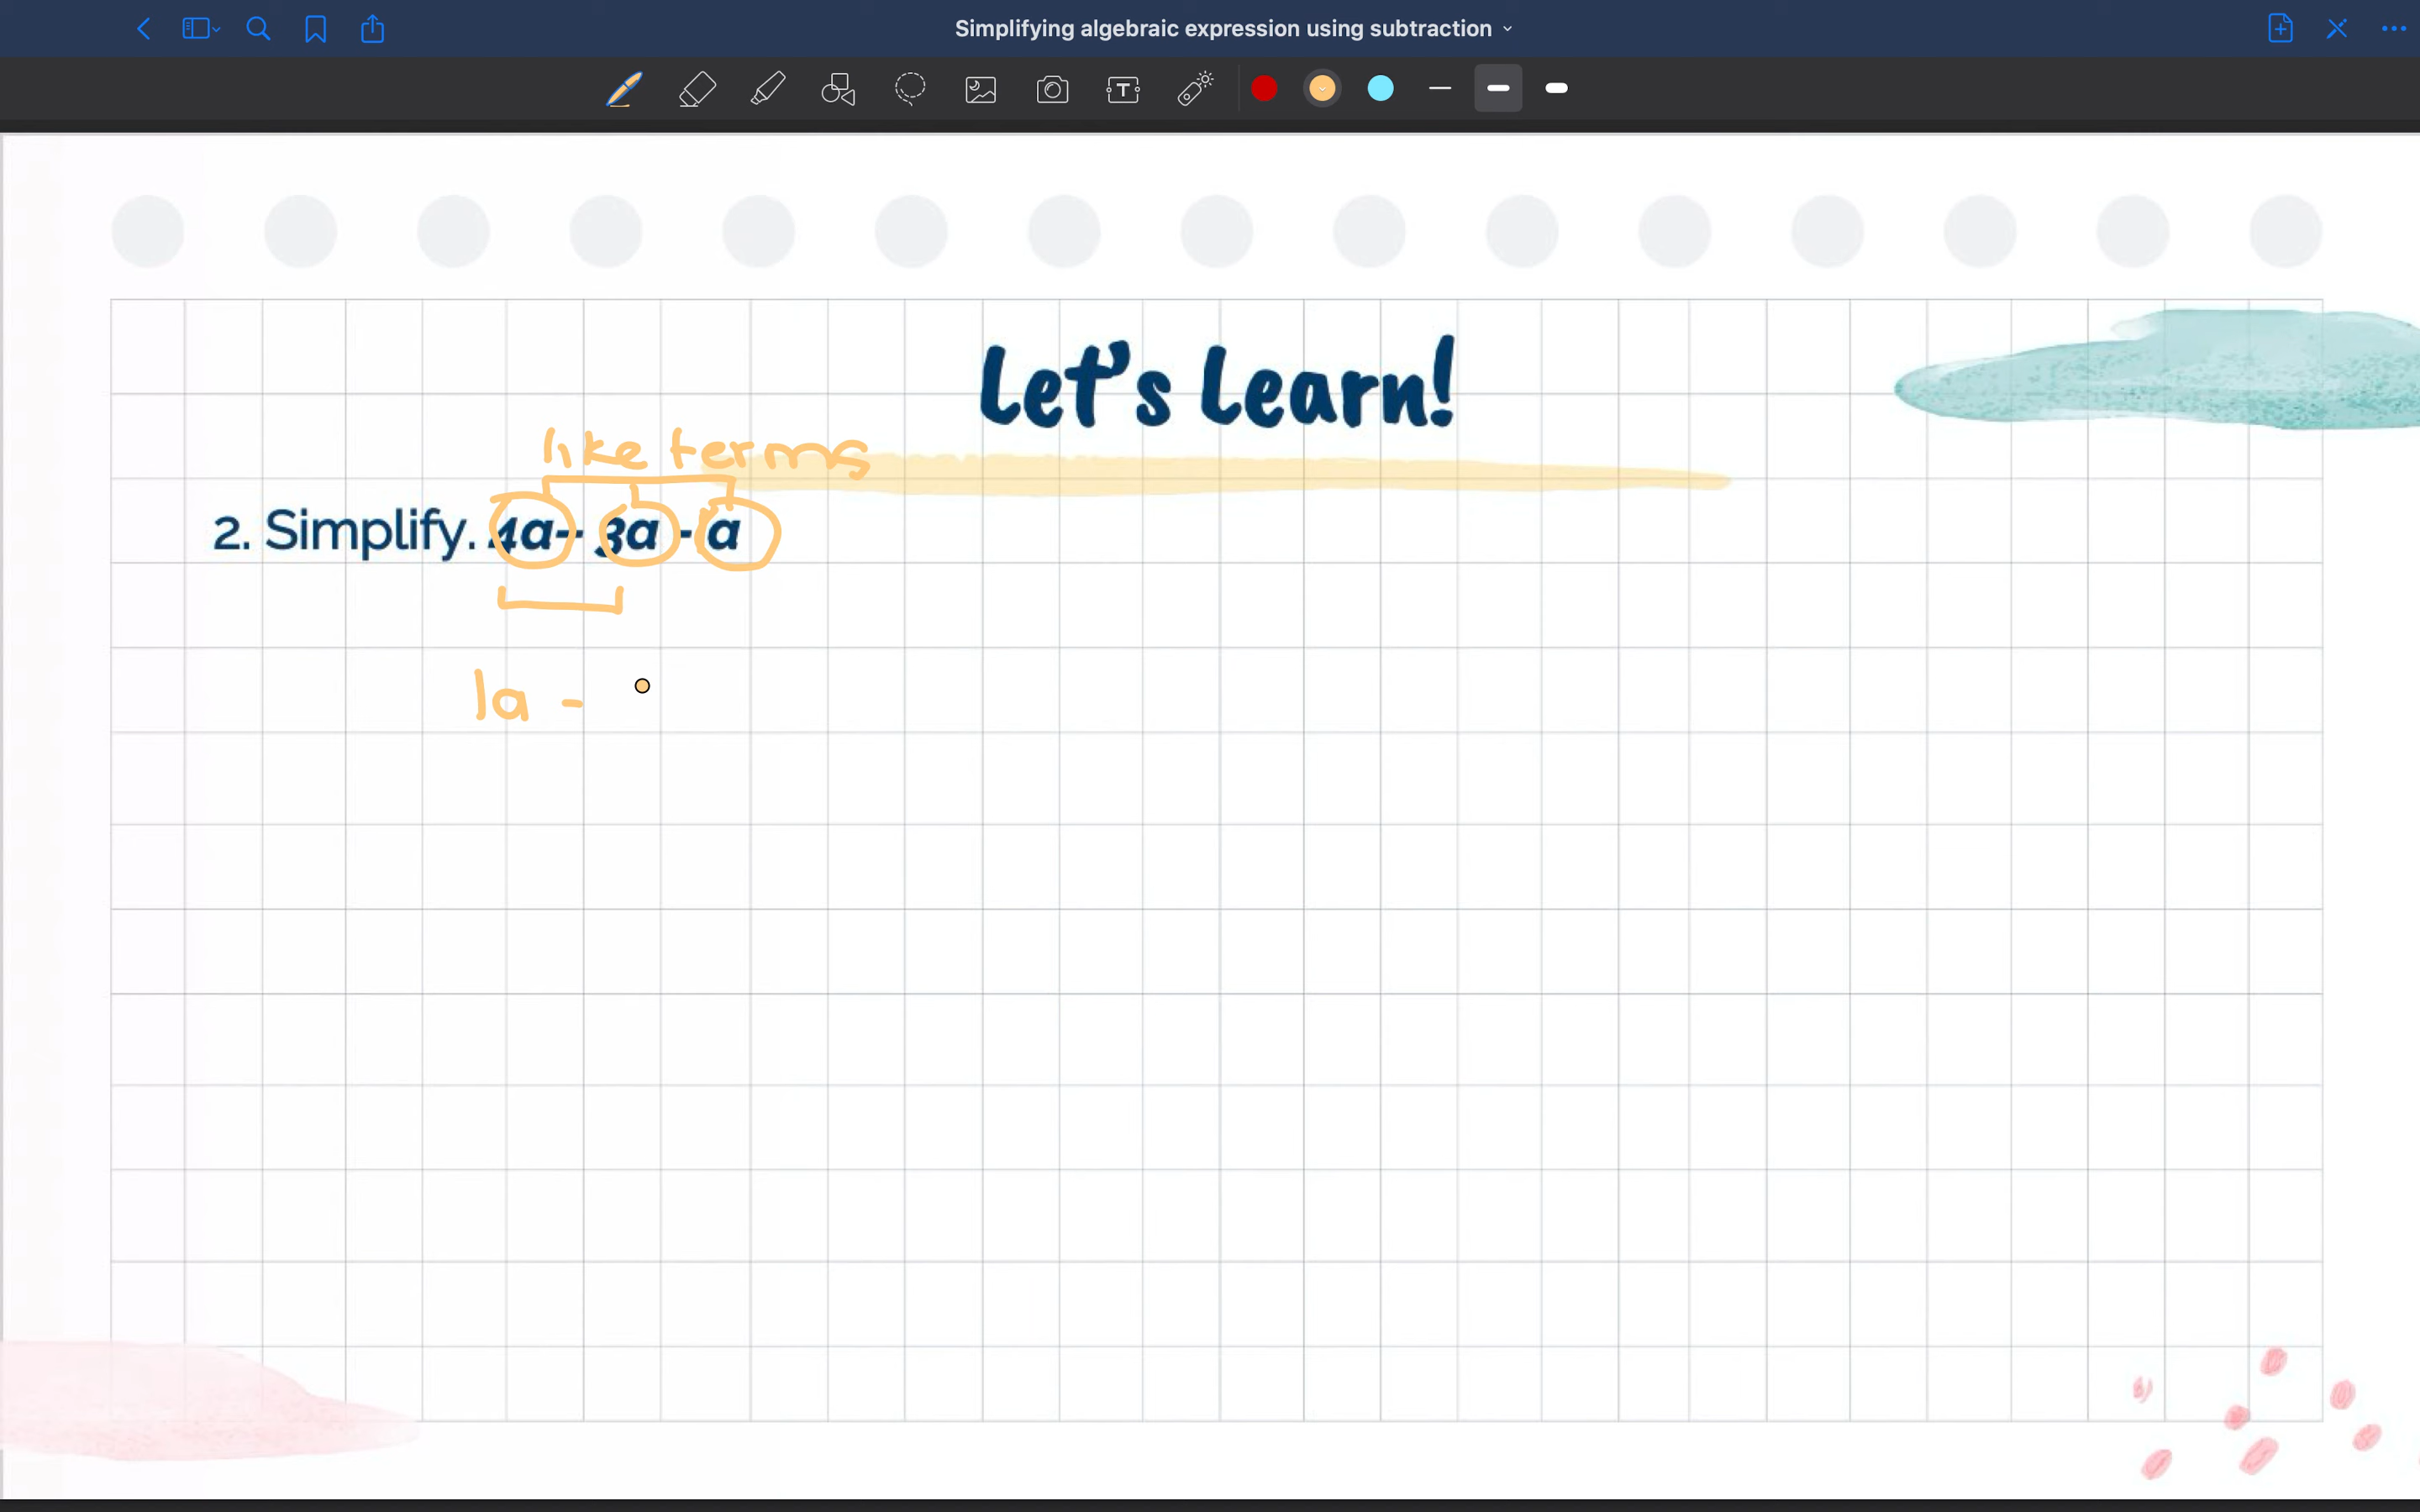 Simplifying algebraic expression using subtraction
T
Let's Learn!
like terms
2. Simplify. 4a- 3a - a
1a -